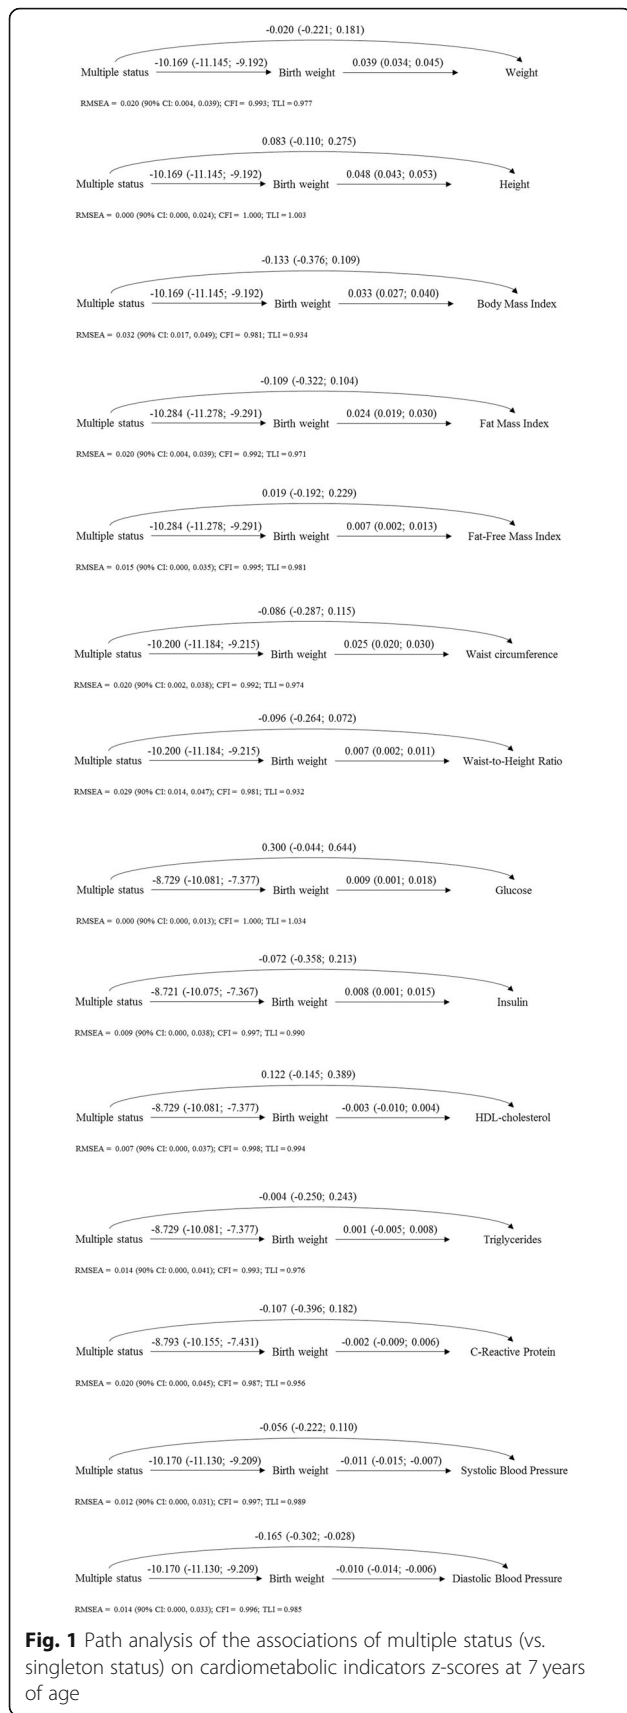 -0.020 (-0.221; 0.181)
-10.169 (-11.145; -9.192) 0.039 (0.034; 0.045)
Multiple status Birth weight Weight
RMSEA = 0.020 (90% CI: 0.004, 0.039); CFI = 0.993; TLI = 0.977
0.083 (-0.110; 0.275)
-10.169 (-11.145; -9.192) 0.048 (0.043; 0.053)
Multiple status Birth weight Height
RMSEA = 0.000 (90% CI: 0.000, 0.024); CFI = 1.000; TLI = 1.003
-0.133 (-0.376; 0.109)
-10.169 (-11.145; -9.192) 0.033 (0.027; 0.040)
Multiple status Birth weight Body Mass Index
RMSEA = 0.032 (90% CI: 0.017, 0.049); CFI = 0.981; TLI = 0.934
-0.109 (-0.322; 0.104)
-10.284 (-11.278; -9.291) 0.024 (0.019; 0.030)
Multiple status Birth weight Fat Mass Index
RMSEA = 0.020 (90% CI: 0.004, 0.039); CFI = 0.992; TLI = 0.971
0.019 (-0.192; 0.229)
-10.284 (-11.278; -9.291) 0.007 (0.002; 0.013)
Multiple status Birth weight Fat-Free Mass Index
RMSEA = 0.015 (90% CI: 0.000, 0.035); CFI = 0.995; TLI = 0.981
-0.086 (-0.287; 0.115)
-10.200 (-11.184; -9.215) 0.025 (0.020; 0.030)
Multiple status Birth weight Waist circumference
RMSEA = 0.020 (90% CI: 0.002, 0.038); CFI = 0.992; TLI = 0.974
-0.096 (-0.264; 0.072)
-10.200 (-11.184; -9.215) 0.007 (0.002; 0.011)
Multiple status Birth weight Waist-to-Height Ratio
RMSEA = 0.029 (90% CI: 0.014, 0.047); CFI = 0.981; TLI = 0.932
0.300 (-0.044; 0.644)
-8.729 (-10.081; -7.377) 0.009 (0.001; 0.018)
Multiple status Birth weight Glucose
RMSEA = 0.000 (90% CI: 0.000, 0.013); CFI = 1.000; TLI = 1.034
-0.072 (-0.358; 0.213)
-8.721 (-10.075; -7.367) 0.008 (0.001; 0.015)
Multiple status Birth weight Insulin
RMSEA = 0.009 (90% CI: 0.000, 0.038); CFI = 0.997; TLI = 0.990
0.122 (-0.145; 0.389)
-8.729 (-10.081; -7.377) -0.003 (-0.010; 0.004)
Multiple status Birth weight HDL-cholesterol
RMSEA = 0.007 (90% CI: 0.000, 0.037); CFI = 0.998; TLI = 0.994
-0.004 (-0.250; 0.243)
-8.729 (-10.081; -7.377) 0.001 (-0.005; 0.008)
Multiple status Birth weight Triglycerides
RMSEA = 0.014 (90% CI: 0.000, 0.041); CFI = 0.993; TLI = 0.976
-0.107 (-0.396; 0.182)
-8.793 (-10.155; -7.431) -0.002 (-0.009; 0.006)
Multiple status Birth weight C-Reactive Protein
RMSEA = 0.020 (90% CI: 0.000, 0.045); CFI = 0.987; TLI = 0.956
-0.056 (-0.222; 0.110)
-10.170 (-11.130; -9.209) -0.011 (-0.015; -0.007)
Multiple status Birth weight Systolic Blood Pressure
RMSEA = 0.012 (90% CI: 0.000, 0.031); CFI = 0.997; TLI = 0.989
-0.165 (-0.302; -0.028)
-10.170 (-11.130; -9.209) -0.010 (-0.014; -0.006)
Multiple status Birth weight Diastolic Blood Pressure
RMSEA = 0.014 (90% CI: 0.000, 0.033); CFI = 0.996; TLI = 0.985
Fig. 1 Path analysis of the associations of multiple status (vs.
singleton status) on cardiometabolic indicators z-scores at 7 years
of age